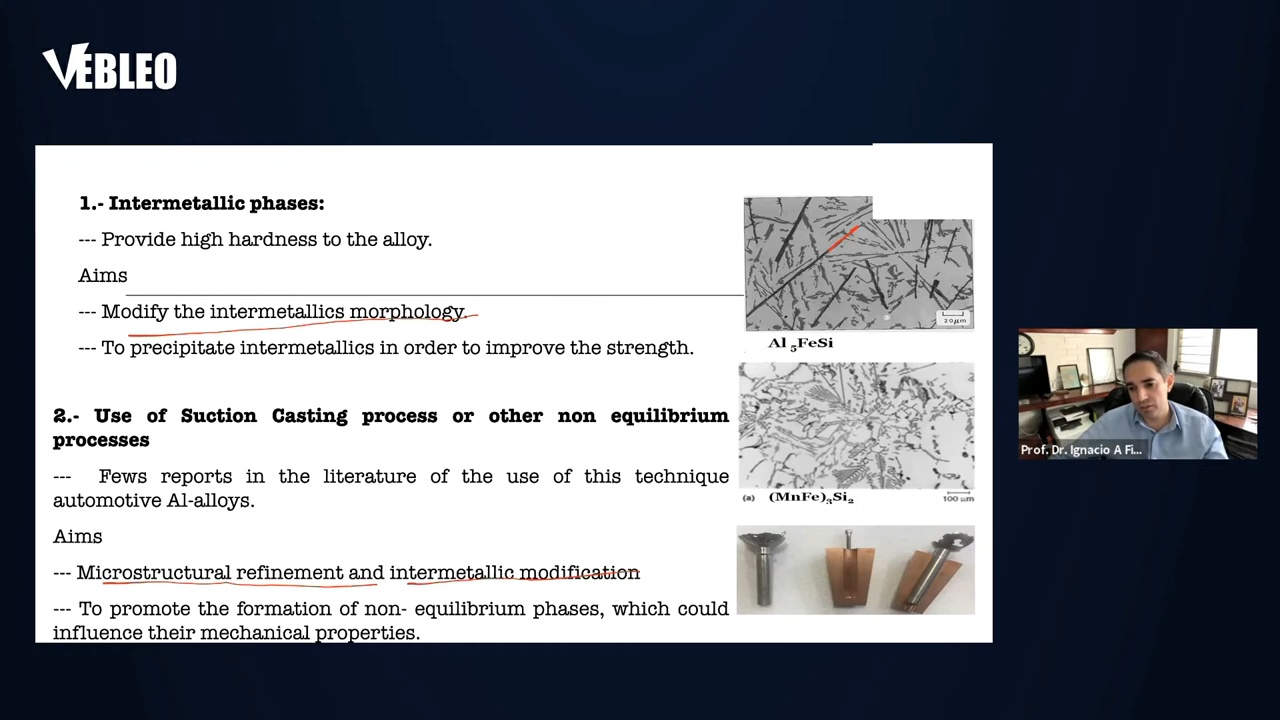 VEBLEO
1.- Intermetallic phases:
--- Provide high hardness to the alloy.
Aims
--- Modify the intermetallics morphology.
--- To precipitate intermetallics in order to improve the strength.
2.- Use of Suction Casting process or other non equilibrium
processes
--- Fews reports in the literature of the use of this technique
automotive Al-alloys.
Aims
--- Microstructural refinement and intermetallic modification
--- To promote the formation of non- equilibrium phases, which could
influence their mechanical properties.
20μm
Al5FeSi
(a) (MnFe)3Si2
100 μm
Prof. Dr. Ignacio A Fi...